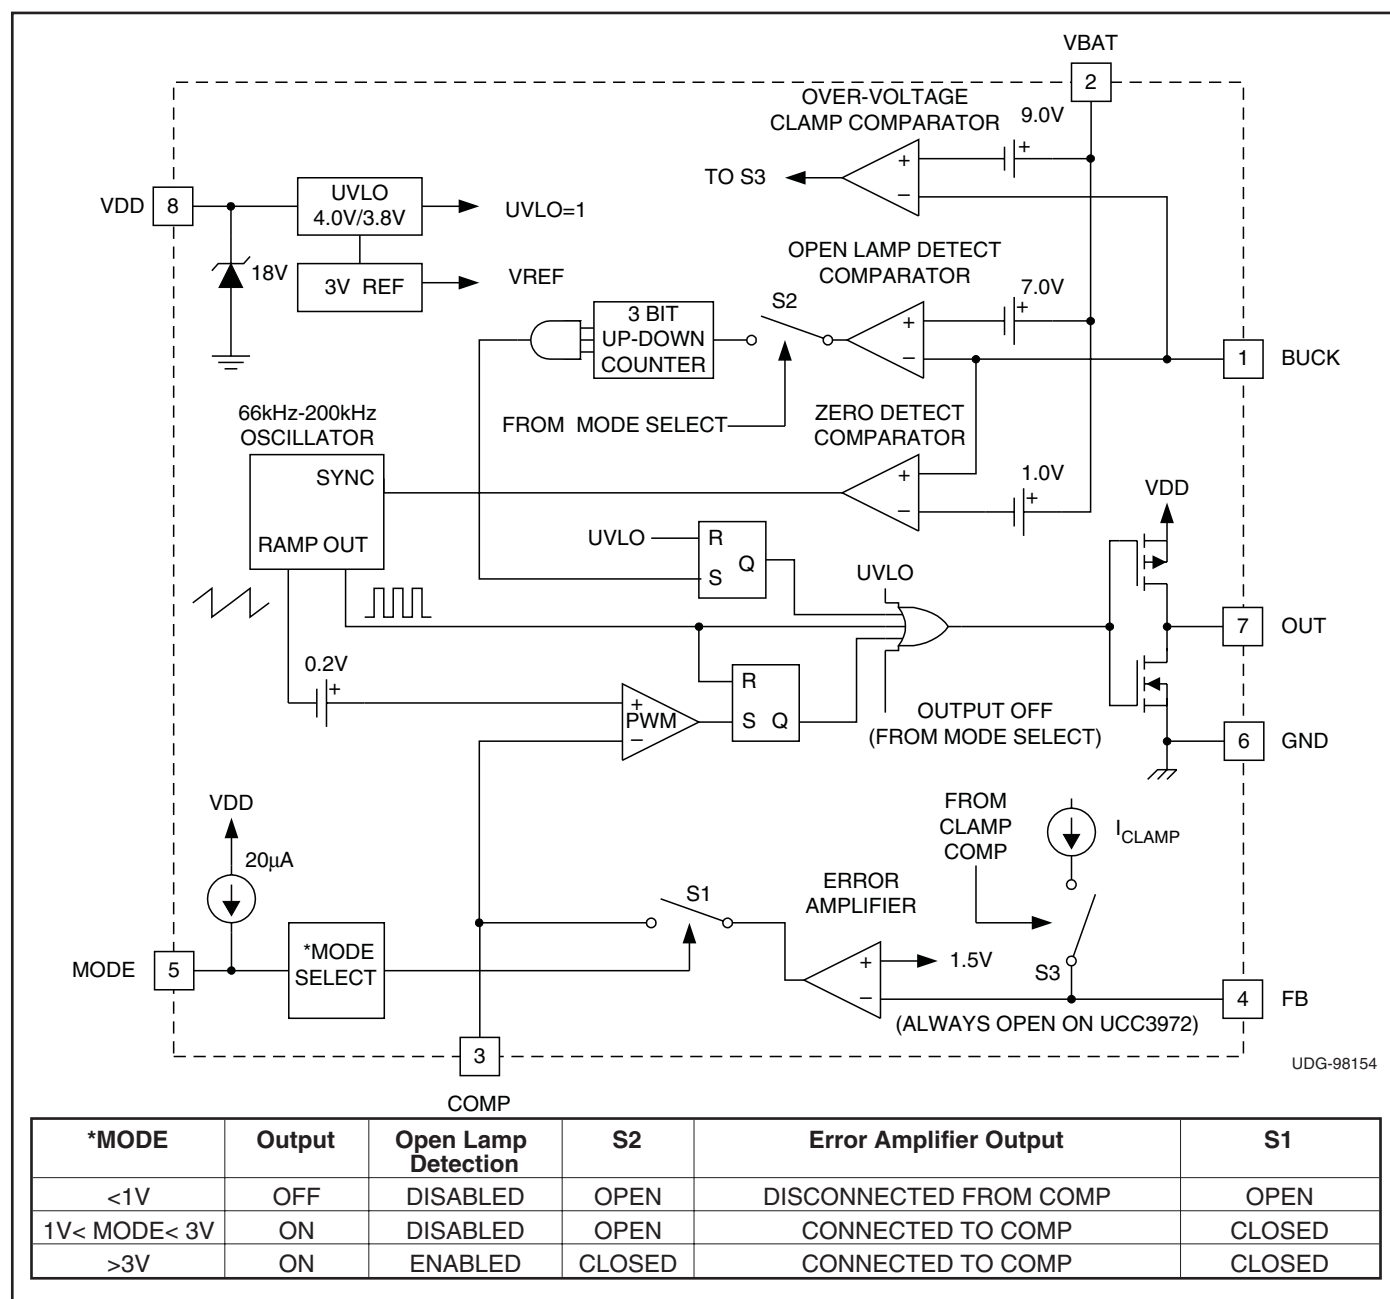 VBAT
2
OVER-VOLTAGE
CLAMP COMPARATOR
9.0V
+
+
–
TO S3
VDD
8
UVLO
4.0V/3.8V
UVLO=1
18V
3V REF
VREF
OPEN LAMP DETECT
COMPARATOR
7.0V
+
S2
3 BIT
UP-DOWN
COUNTER
+
–
1
BUCK
FROM MODE SELECT
66kHz-200kHz
OSCILLATOR
SYNC
RAMP OUT
ZERO DETECT
COMPARATOR
+
–
1.0V
+
VDD
UVLO
R
S
Q
UVLO
7
OUT
0.2V
+
+
PWM
–
R
S Q
OUTPUT OFF
(FROM MODE SELECT)
6
GND
VDD
20µA
FROM
CLAMP
COMP
ICLAMP
S1
ERROR
AMPLIFIER
MODE
5
*MODE
SELECT
+
–
1.5V
S3
4
FB
(ALWAYS OPEN ON UCC3972)
3
COMP
UDG-98154
*MODE Output Open Lamp Detection S2 Error Amplifier Output S1
<1V OFF DISABLED OPEN DISCONNECTED FROM COMP OPEN
1V< MODE< 3V ON DISABLED OPEN CONNECTED TO COMP CLOSED
>3V ON ENABLED CLOSED CONNECTED TO COMP CLOSED